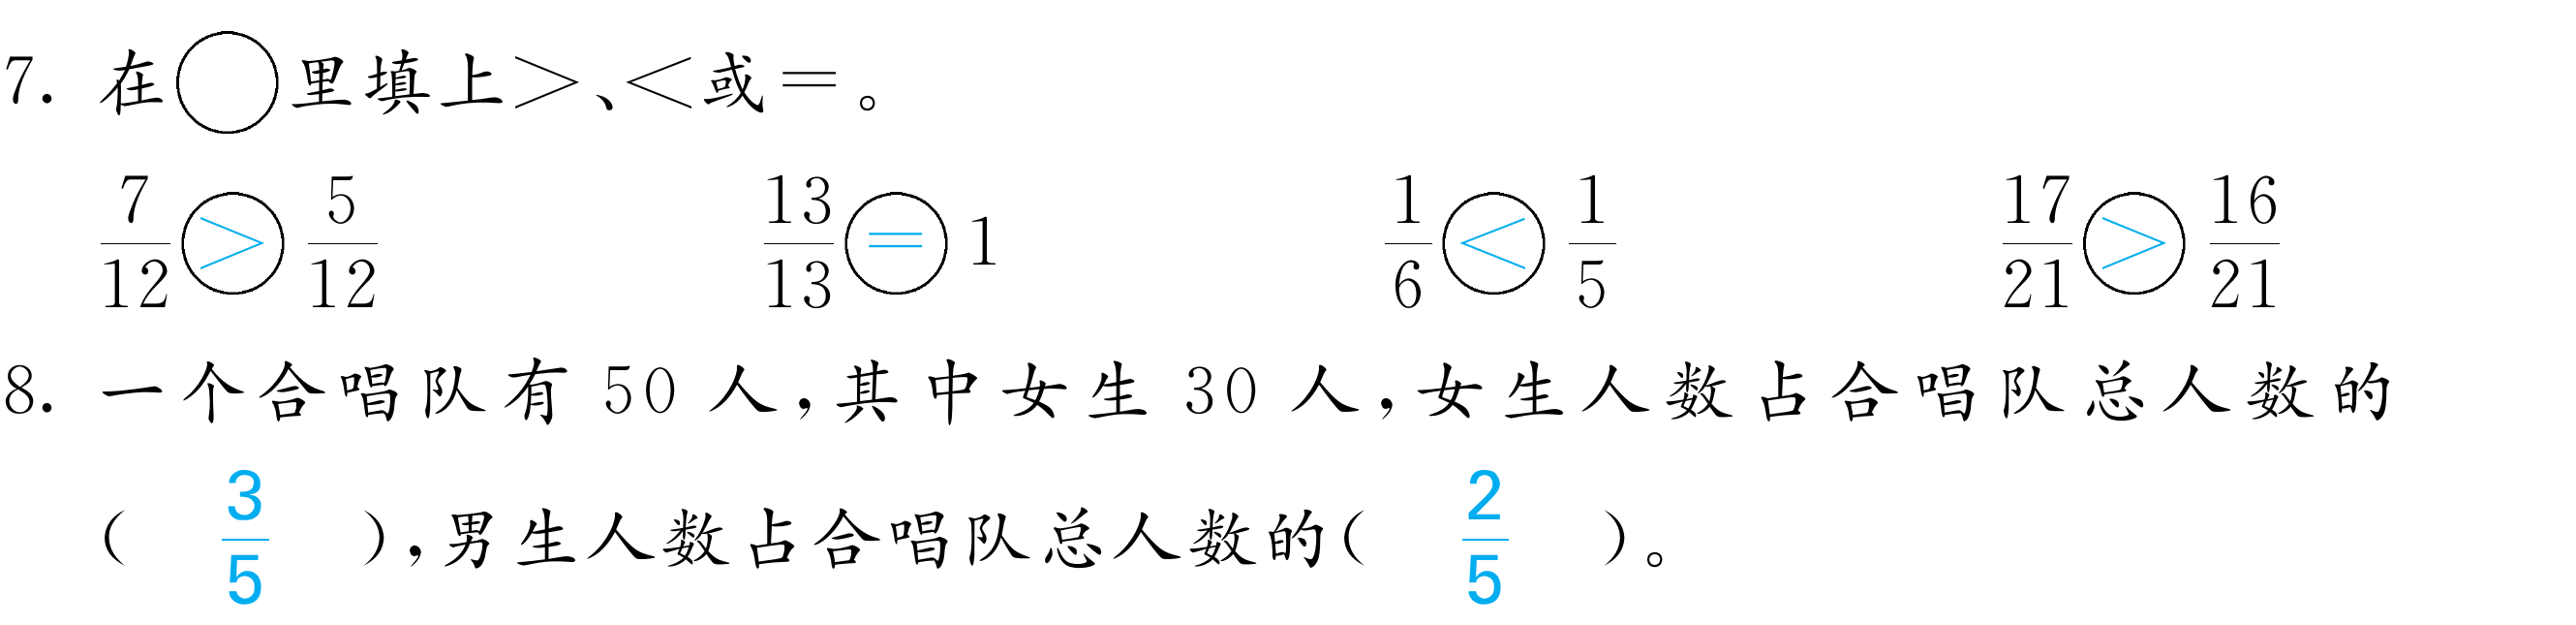 7. 在○里填上>、<或=。
7/12 > 5/12  13/13 = 1  1/6 < 1/5  17/21 > 16/21
8. 一个合唱队有 50 人,其中女生 30 人,女生人数占合唱队总人数的
( 3/5 ),男生人数占合唱队总人数的( 2/5 )。